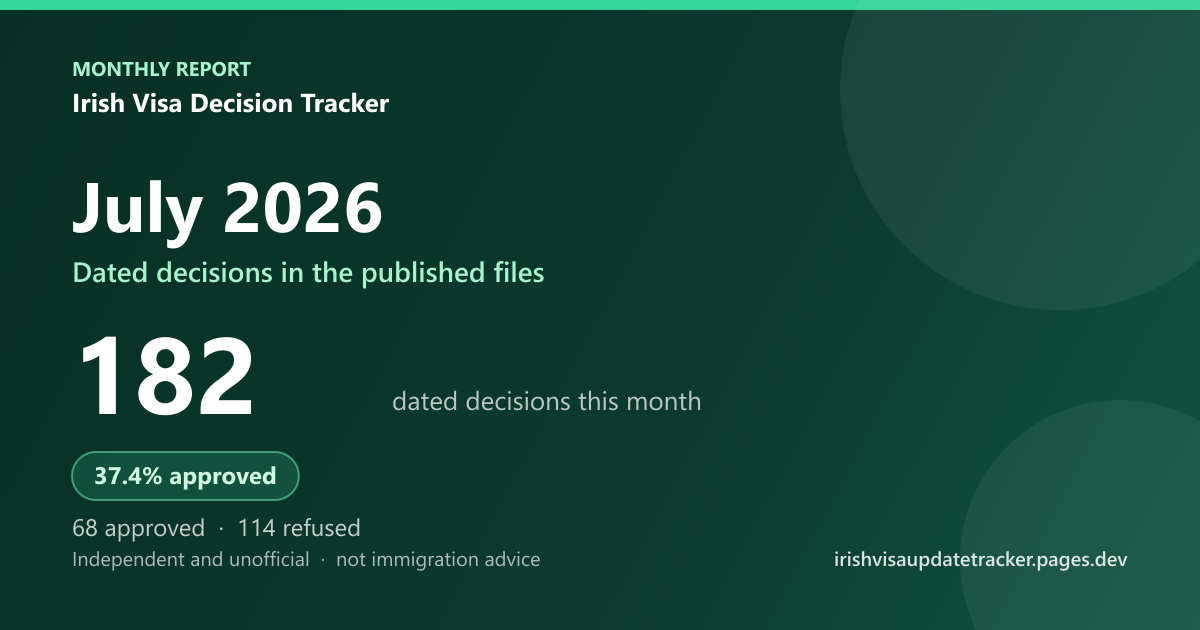 MONTHLY REPORT
Irish Visa Decision Tracker
July 2026
Dated decisions in the published files
182 dated decisions this month
37.4% approved
68 approved · 114 refused
Independent and unofficial · not immigration advice
irishvisaupdatetracker.pages.dev